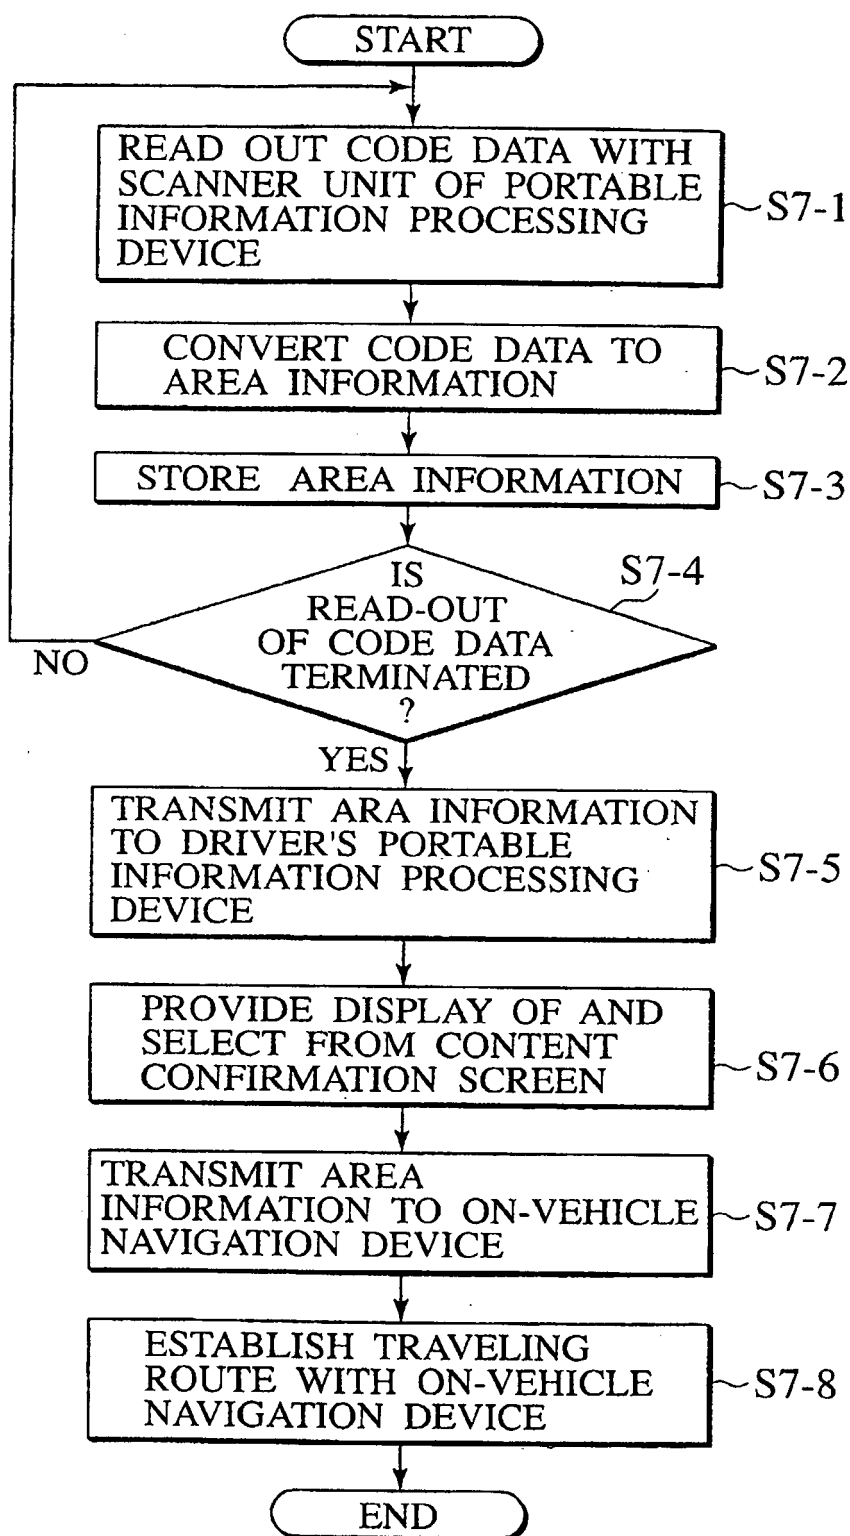 START
READ OUT CODE DATA WITH
SCANNER UNIT OF PORTABLE
INFORMATION PROCESSING
DEVICE
S7-1
CONVERT CODE DATA TO
AREA INFORMATION
S7-2
STORE AREA INFORMATION
S7-3
S7-4
IS
READ-OUT
OF CODE DATA
TERMINATED
?
NO
YES
TRANSMIT ARA INFORMATION
TO DRIVER'S PORTABLE
INFORMATION PROCESSING
DEVICE
S7-5
PROVIDE DISPLAY OF AND
SELECT FROM CONTENT
CONFIRMATION SCREEN
S7-6
TRANSMIT AREA
INFORMATION TO ON-VEHICLE
NAVIGATION DEVICE
S7-7
ESTABLISH TRAVELING
ROUTE WITH ON-VEHICLE
NAVIGATION DEVICE
S7-8
END